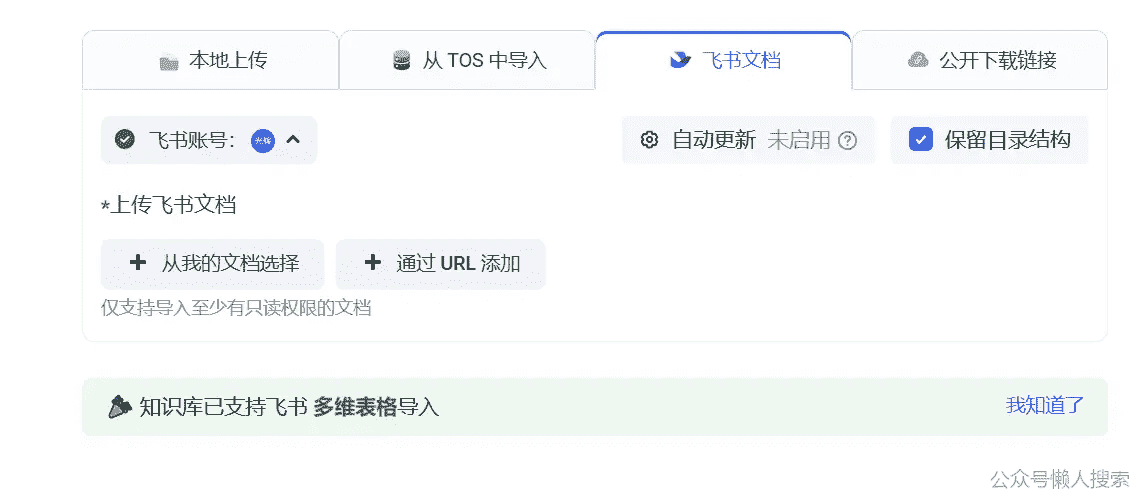 本地上传
从 TOS 中导入
飞书文档
公开下载链接
飞书账号：
自动更新 未启用
保留目录结构
*上传飞书文档
+ 从我的文档选择
+ 通过 URL 添加
仅支持导入至少有只读权限的文档
知识库已支持飞书 多维表格导入
我知道了
公众号懒人搜索